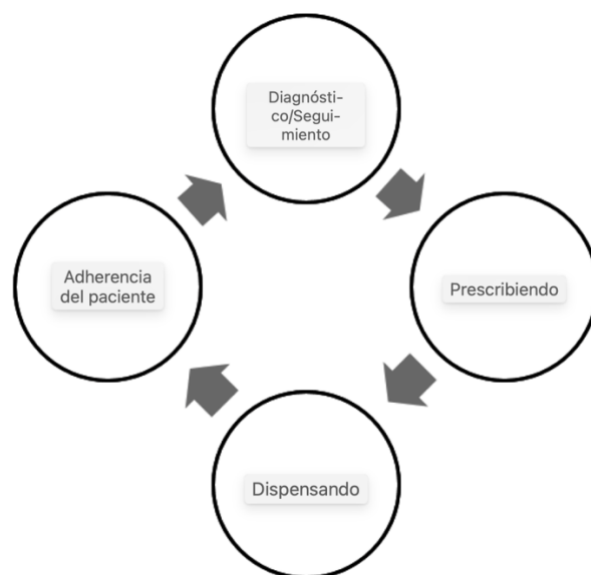 Diagnósti-
co/Segui-
miento
Adherencia
del paciente
Prescribiendo
Dispensando